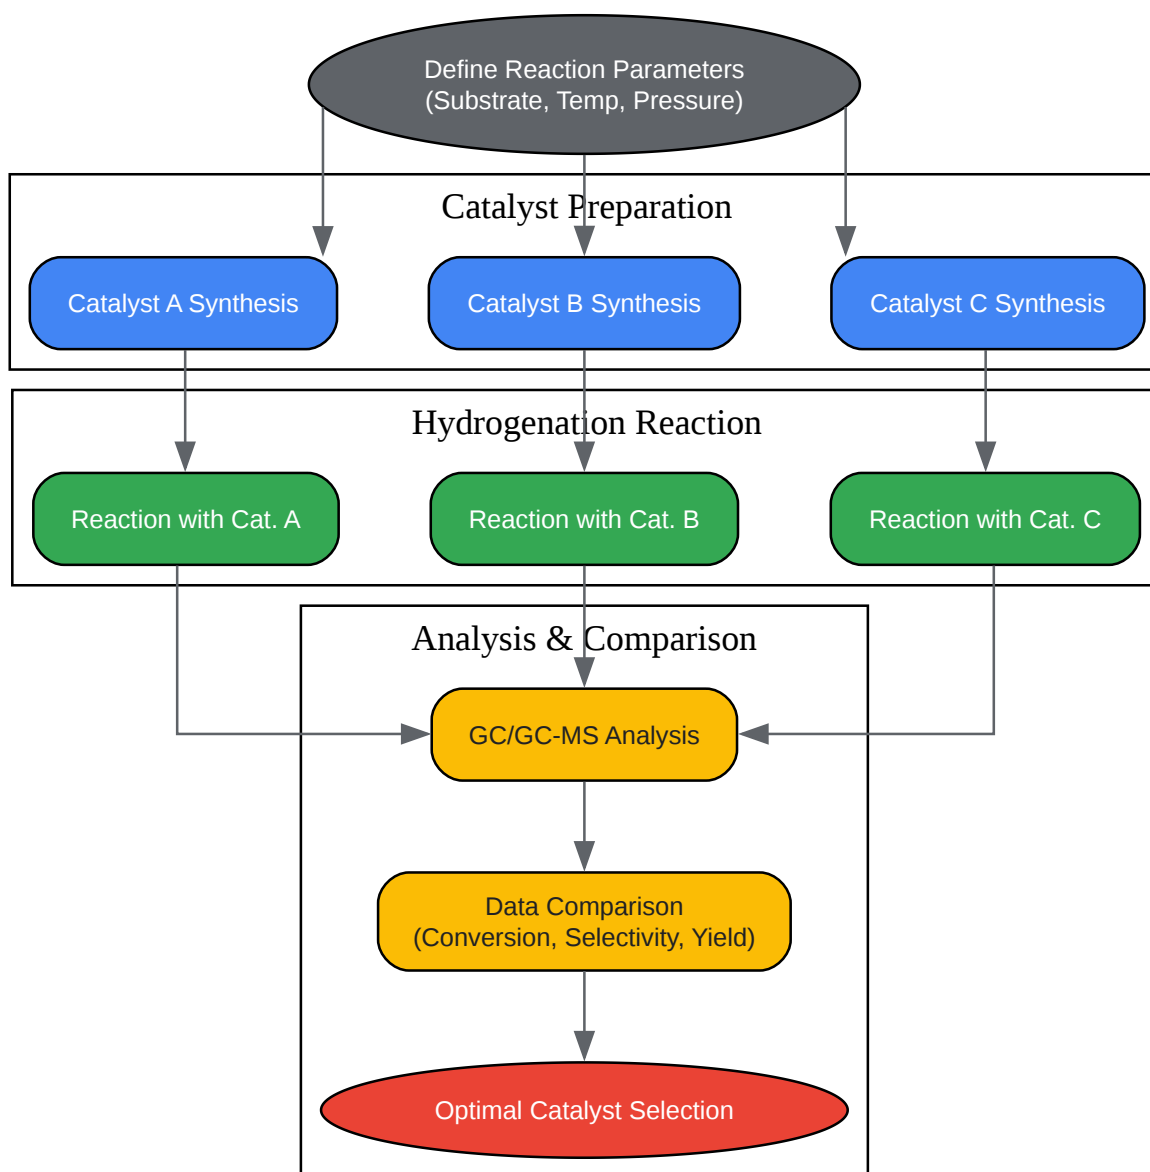 Define Reaction Parameters
(Substrate, Temp, Pressure)
Catalyst Preparation
Catalyst A Synthesis
Catalyst B Synthesis
Catalyst C Synthesis
Hydrogenation Reaction
Reaction with Cat. A
Reaction with Cat. B
Reaction with Cat. C
Analysis & Comparison
GC/GC-MS Analysis
Data Comparison
(Conversion, Selectivity, Yield)
Optimal Catalyst Selection